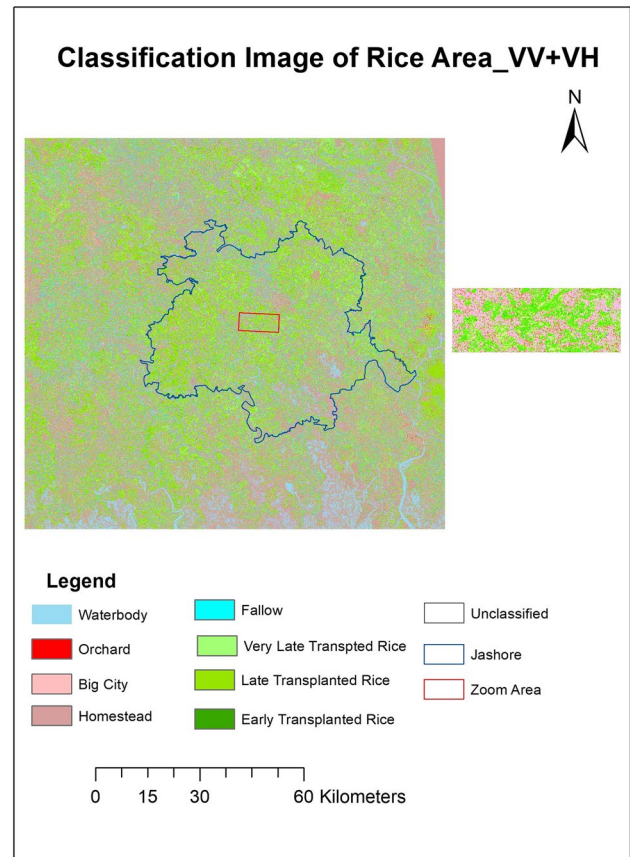 Classification Image of Rice Area_VV+VH
N
Legend
Waterbody
Orchard
Big City
Homestead
Fallow
Very Late Transpted Rice
Late Transplanted Rice
Early Transplanted Rice
Unclassified
Jashore
Zoom Area
0 15 30 60 Kilometers